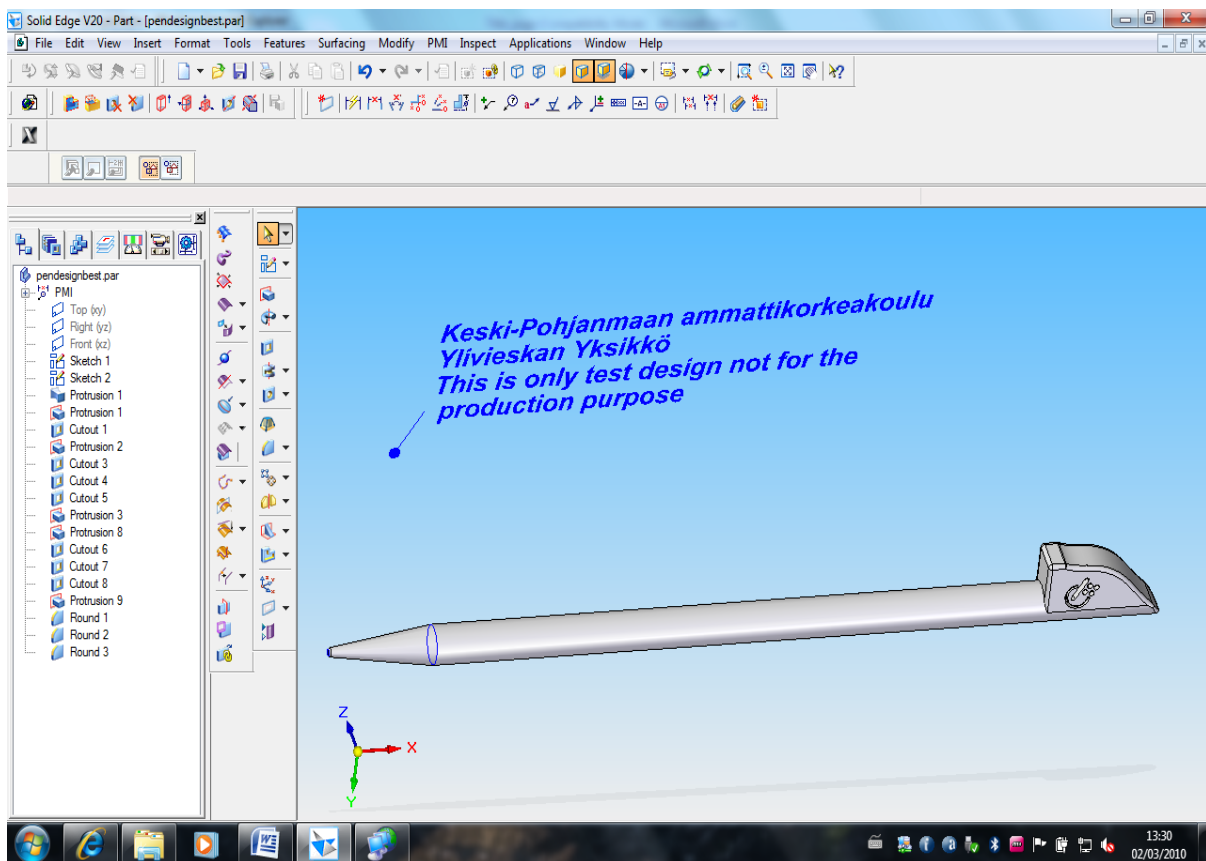 Solid Edge V20 - Part - [pendesignbest.par]
File Edit View Insert Format Tools Features Surfacing Modify PMI Inspect Applications Window Help
pendesignbest.par
PMI
Top (xy)
Right (yz)
Front (xz)
Sketch 1
Sketch 2
Protrusion 1
Protrusion 1
Cutout 1
Protrusion 2
Cutout 3
Cutout 4
Cutout 5
Protrusion 3
Protrusion 8
Cutout 6
Cutout 7
Cutout 8
Protrusion 9
Round 1
Round 2
Round 3
Keski-Pohjanmaan ammattikorkeakoulu
Ylivieskan Yksikkö
This is only test design not for the
production purpose
Z
X
Y
13:30
02/03/2010